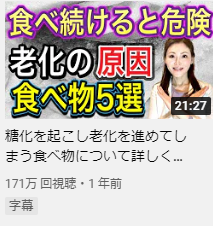 食べ続けると危険
老化の原因
食べ物5選
21:27
糖化を起こし老化を進めてし
まう食べ物について詳しく...
171万 回視聴・1 年前
字幕